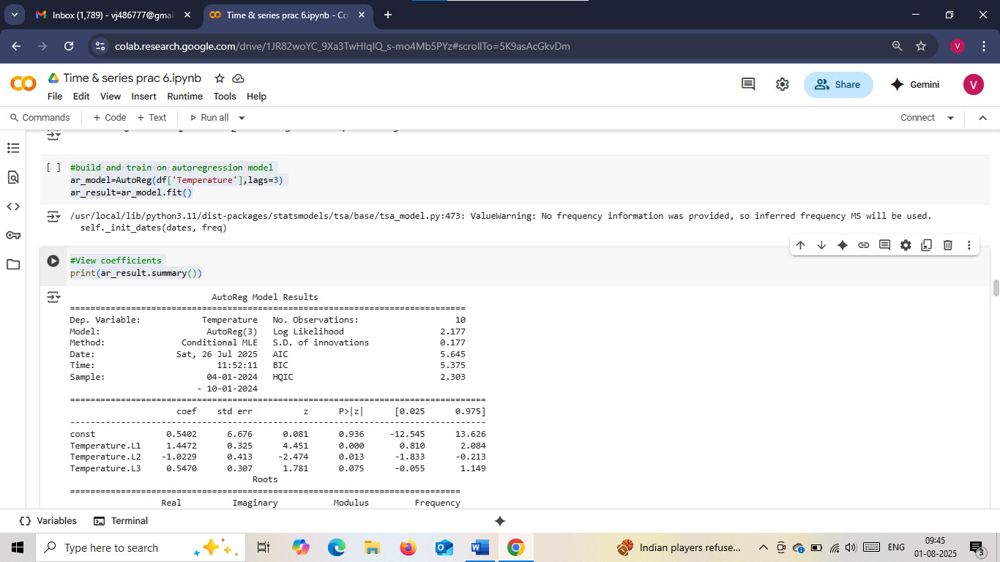 Inbox (1,789) - vj486777@gmai
Time & series prac 6.ipynb - Co
colab.research.google.com/drive/1JR82woYC_9Xa3TwHIqIQ_s-mo4Mb5PYz#scrollTo=5K9asAcGkvDm
V
Time & series prac 6.ipynb
File Edit View Insert Runtime Tools Help
Share
Gemini
V
Commands + Code + Text Run all
Connect
[ ] #build and train on autoregression model
ar_model=AutoReg(df['Temperature'],lags=3)
ar_result=ar_model.fit()
/usr/local/lib/python3.11/dist-packages/statsmodels/tsa/base/tsa_model.py:473: ValueWarning: No frequency information was provided, so inferred frequency MS will be used.
self._init_dates(dates, freq)
#View coefficients
print(ar_result.summary())
AutoReg Model Results
==============================================================================
Dep. Variable: Temperature No. Observations: 10
Model: AutoReg(3) Log Likelihood 2.177
Method: Conditional MLE S.D. of innovations 0.177
Date: Sat, 26 Jul 2025 AIC 5.645
Time: 11:52:11 BIC 5.375
Sample: 04-01-2024 HQIC 2.303
- 10-01-2024
==================================================================================
coef std err z P>|z| [0.025 0.975]
----------------------------------------------------------------------------------
const 0.5402 6.676 0.081 0.936 -12.545 13.626
Temperature.L1 1.4472 0.325 4.451 0.000 0.810 2.084
Temperature.L2 -1.0229 0.413 -2.474 0.013 -1.833 -0.213
Temperature.L3 0.5470 0.307 1.781 0.075 -0.055 1.149
Roots
=============================================================================
Real Imaginary Modulus Frequency
Variables Terminal
Type here to search
Indian players refuse...
ENG
09:45
01-08-2025
3